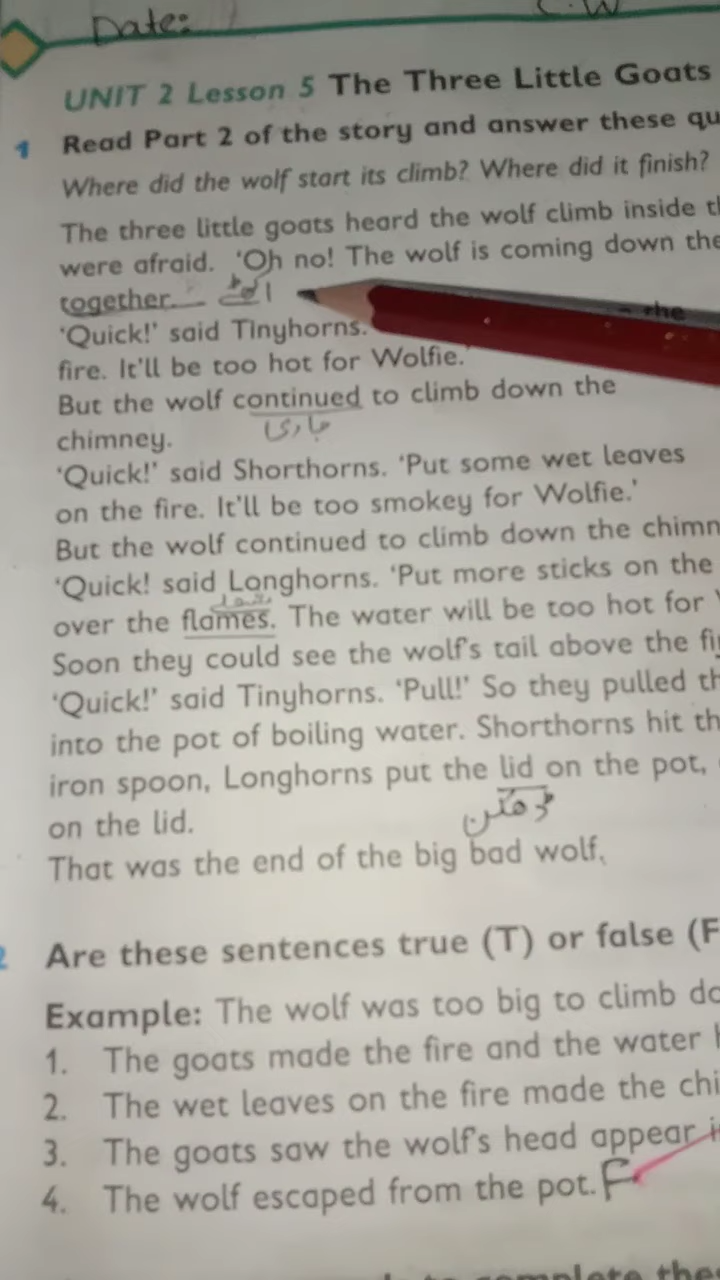 Date:
C.W
UNIT 2 Lesson 5 The Three Little Goats
1 Read Part 2 of the story and answer these qu
Where did the wolf start its climb? Where did it finish?
The three little goats heard the wolf climb inside th
were afraid. 'Oh no! The wolf is coming down the
together.
'Quick!' said Tinyhorns. the
fire. It'll be too hot for Wolfie.'
But the wolf continued to climb down the
جاری
chimney.
'Quick!' said Shorthorns. 'Put some wet leaves
on the fire. It'll be too smokey for Wolfie.'
But the wolf continued to climb down the chimn
'Quick! said Longhorns. 'Put more sticks on the
over the flames. The water will be too hot for
Soon they could see the wolf's tail above the fi
'Quick!' said Tinyhorns. 'Pull!' So they pulled th
into the pot of boiling water. Shorthorns hit th
iron spoon, Longhorns put the lid on the pot,
on the lid.
That was the end of the big bad wolf.
2 Are these sentences true (T) or false (F
Example: The wolf was too big to climb do
1. The goats made the fire and the water h
2. The wet leaves on the fire made the chi
3. The goats saw the wolf's head appear i
4. The wolf escaped from the pot. F